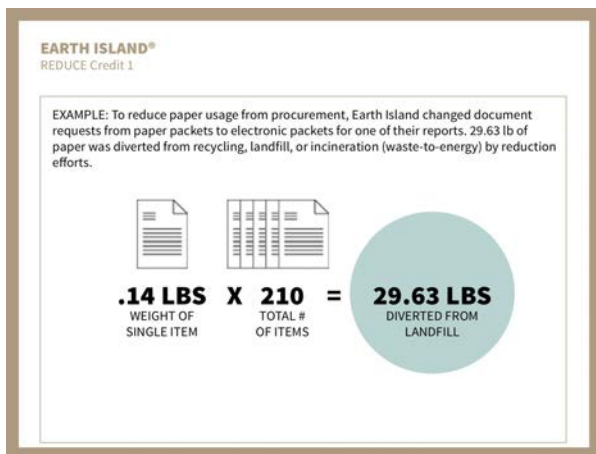 EARTH ISLAND®
REDUCE Credit 1
EXAMPLE: To reduce paper usage from procurement, Earth Island changed document
requests from paper packets to electronic packets for one of their reports. 29.63 lb of
paper was diverted from recycling, landfill, or incineration (waste-to-energy) by reduction
efforts.
.14 LBS X 210 = 29.63 LBS
WEIGHT OF TOTAL # DIVERTED FROM
SINGLE ITEM OF ITEMS LANDFILL